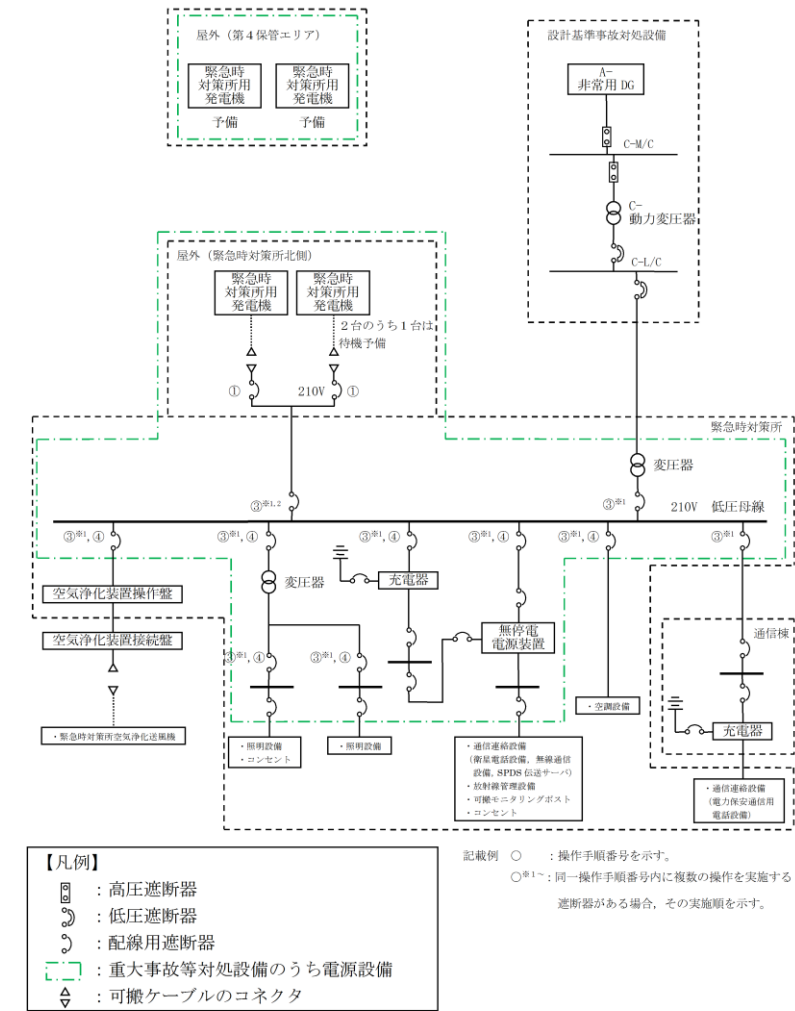 屋外（第４保管エリア）
緊急時
対策所用
発電機
予備
緊急時
対策所用
発電機
予備
設計基準事故対処設備
A-
非常用 DG
C-M/C
C-
動力変圧器
C-L/C
屋外（緊急時対策所北側）
緊急時
対策所用
発電機
緊急時
対策所用
発電機
２台のうち１台は
待機予備
①
210V
①
緊急時対策所
変圧器
③※1,2
③※1
210V　低圧母線
③※1, ④
③※1, ④
③※1, ④
③※1, ④
③※1, ④
③※1
変圧器
充電器
無停電
電源装置
空気浄化装置操作盤
空気浄化装置接続盤
③※1, ④
③※1, ④
通信棟
充電器
・緊急時対策所空気浄化送風機
・照明設備
・コンセント
・照明設備
・通信連絡設備
（衛星電話設備，無線通信
設備，SPDS 伝送サーバ）
・放射線管理設備
・可搬モニタリングポスト
・コンセント
・空調設備
・通信連絡設備
（電力保安通信用
電話設備）
【凡例】
：高圧遮断器
：低圧遮断器
：配線用遮断器
：重大事故等対処設備のうち電源設備
：可搬ケーブルのコネクタ
記載例　○　：操作手順番号を示す。
○※1～：同一操作手順番号内に複数の操作を実施する
遮断器がある場合，その実施順を示す。